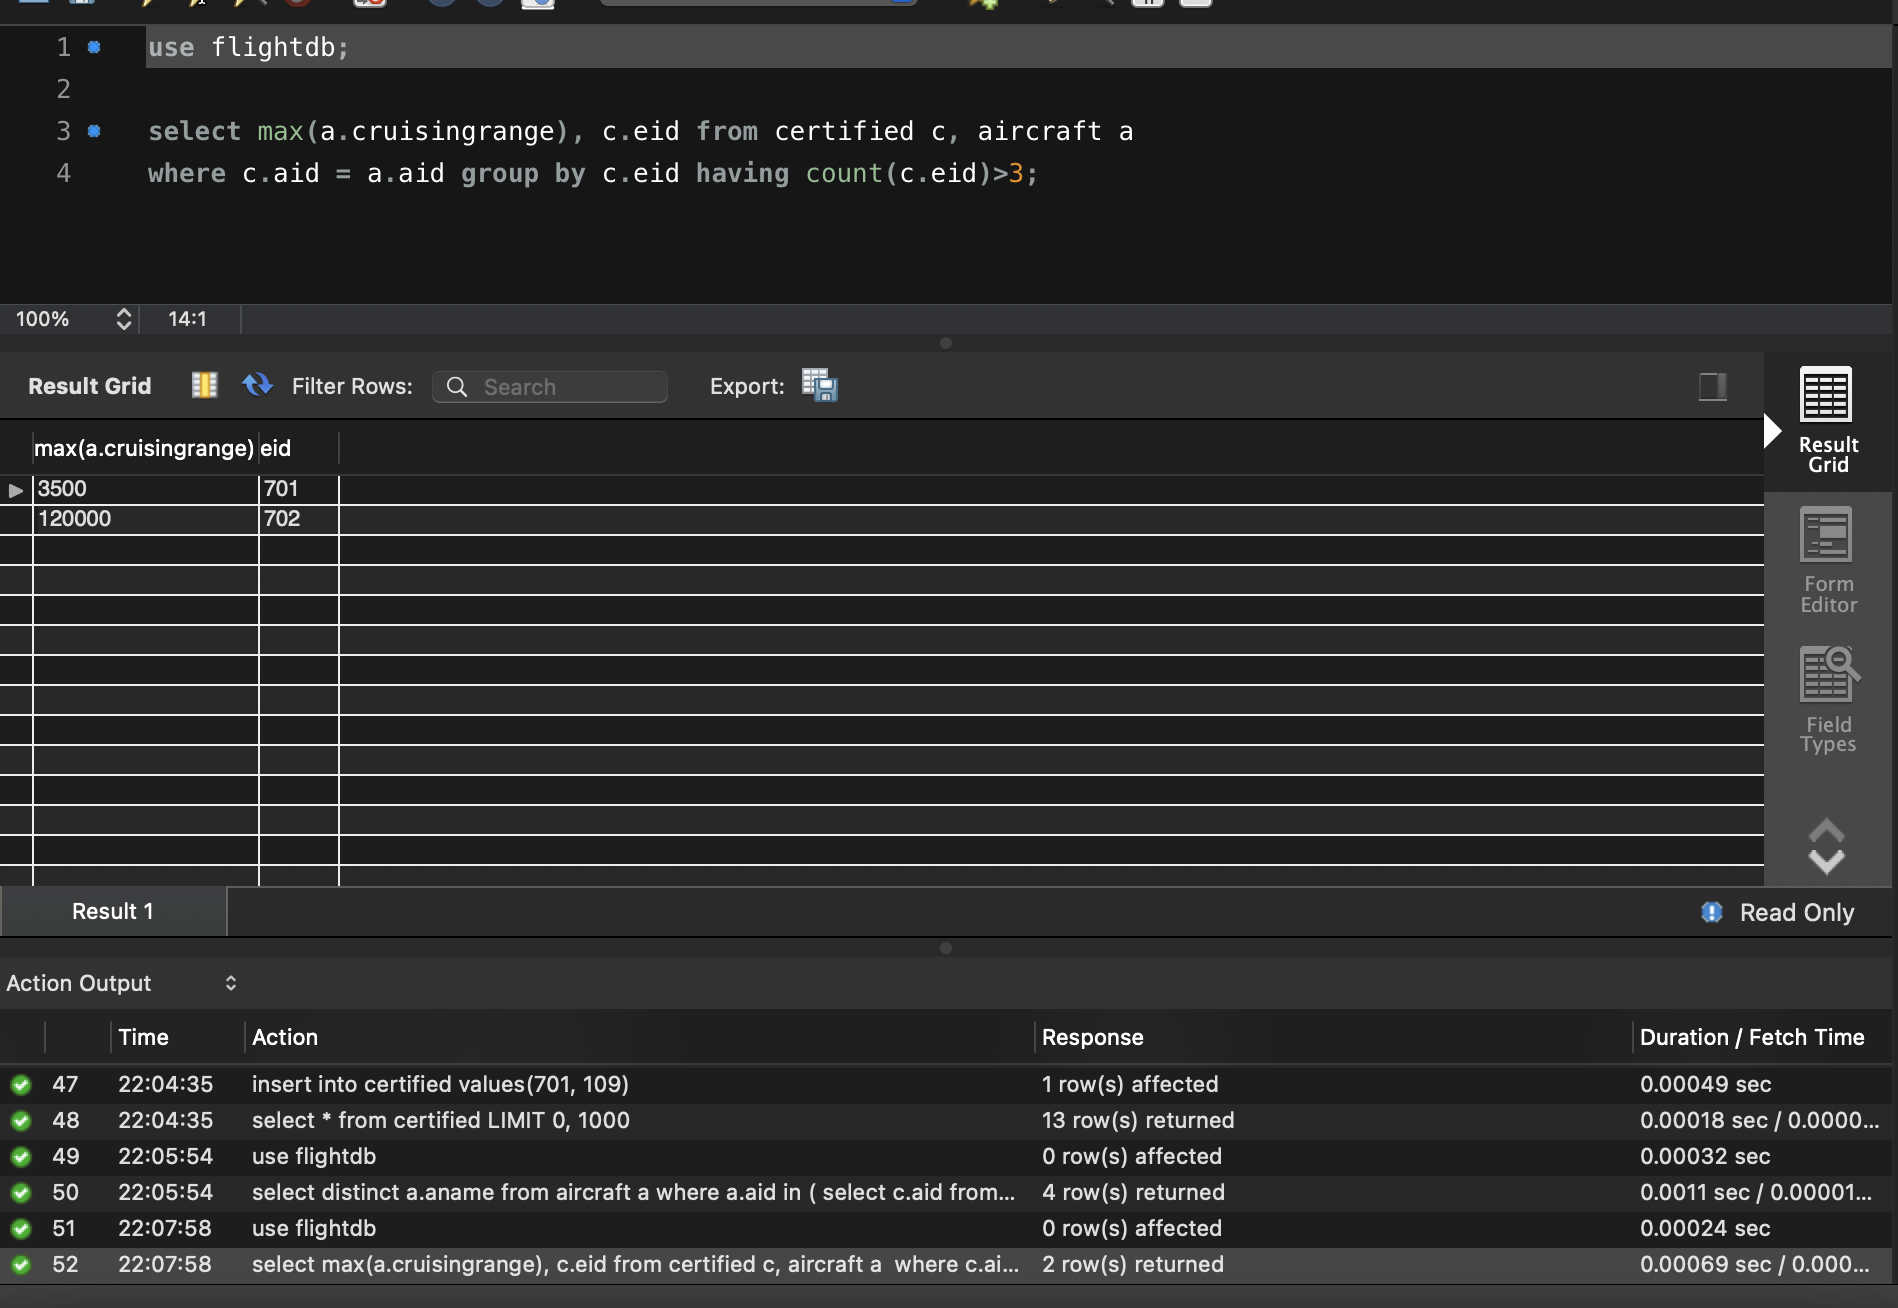 1 use flightdb;
2
3 select max(a.cruisingrange), c.eid from certified c, aircraft a
4 where c.aid = a.aid group by c.eid having count(c.eid)>3;
100% 14:1
Result Grid Filter Rows: Search Export:
max(a.cruisingrange) eid
3500 701
120000 702
Result
Grid
Form
Editor
Field
Types
Result 1 Read Only
Action Output
Time Action Response Duration / Fetch Time
47 22:04:35 insert into certified values(701, 109) 1 row(s) affected 0.00049 sec
48 22:04:35 select * from certified LIMIT 0, 1000 13 row(s) returned 0.00018 sec / 0.0000...
49 22:05:54 use flightdb 0 row(s) affected 0.00032 sec
50 22:05:54 select distinct a.aname from aircraft a where a.aid in ( select c.aid from... 4 row(s) returned 0.0011 sec / 0.00001...
51 22:07:58 use flightdb 0 row(s) affected 0.00024 sec
52 22:07:58 select max(a.cruisingrange), c.eid from certified c, aircraft a  where c.ai... 2 row(s) returned 0.00069 sec / 0.000...